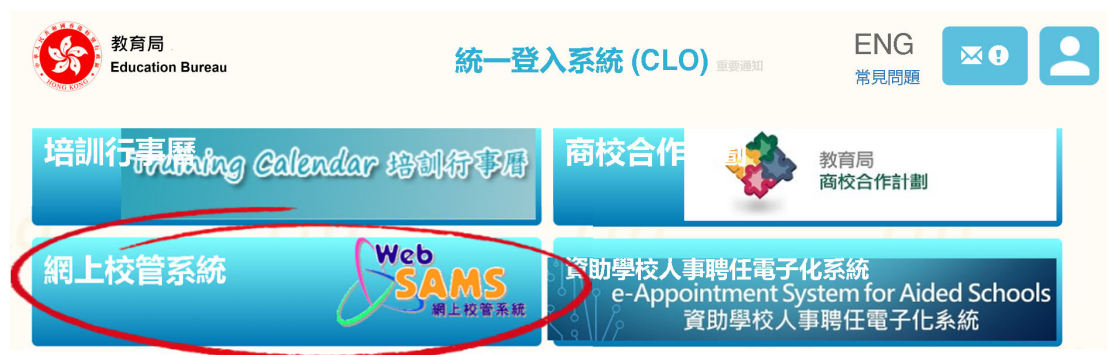 教育局
Education Bureau
HONG KONG
統一登入系統 (CLO) 重要通知
ENG
常見問題
培訓行事曆
Training Calendar 培訓行事曆
商校合作計劃
教育局
商校合作計劃
網上校管系統
Web
SAMS
網上校管系統
資助學校人事聘任電子化系統
e-Appointment System for Aided Schools
資助學校人事聘任電子化系統